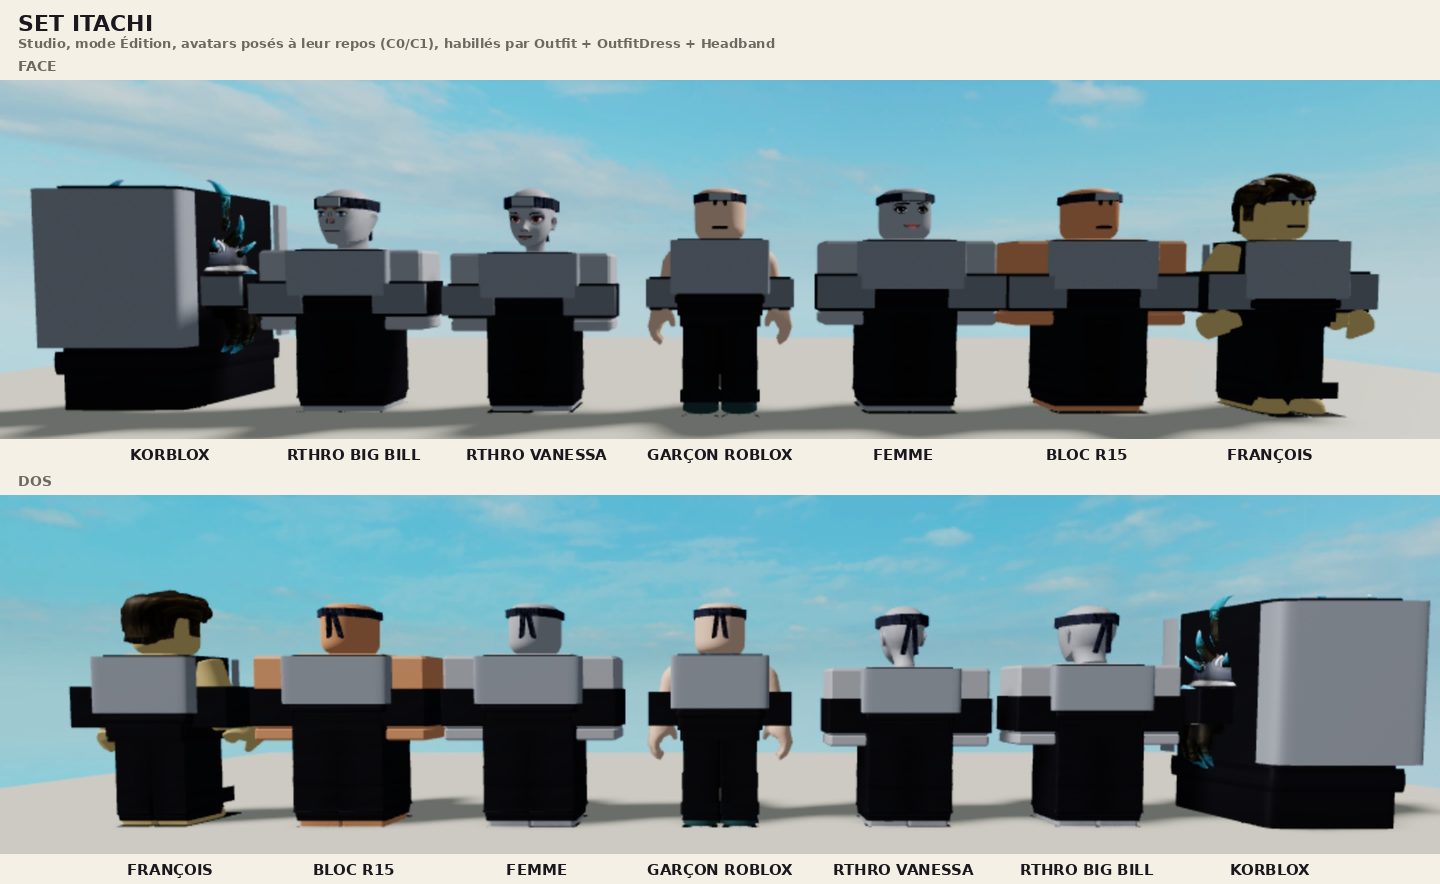 SET ITACHI
Studio, mode Édition, avatars posés à leur repos (C0/C1), habillés par Outfit + OutfitDress + Headband
FACE
KORBLOX RTHRO BIG BILL RTHRO VANESSA GARÇON ROBLOX FEMME BLOC R15 FRANÇOIS
DOS
FRANÇOIS BLOC R15 FEMME GARÇON ROBLOX RTHRO VANESSA RTHRO BIG BILL KORBLOX